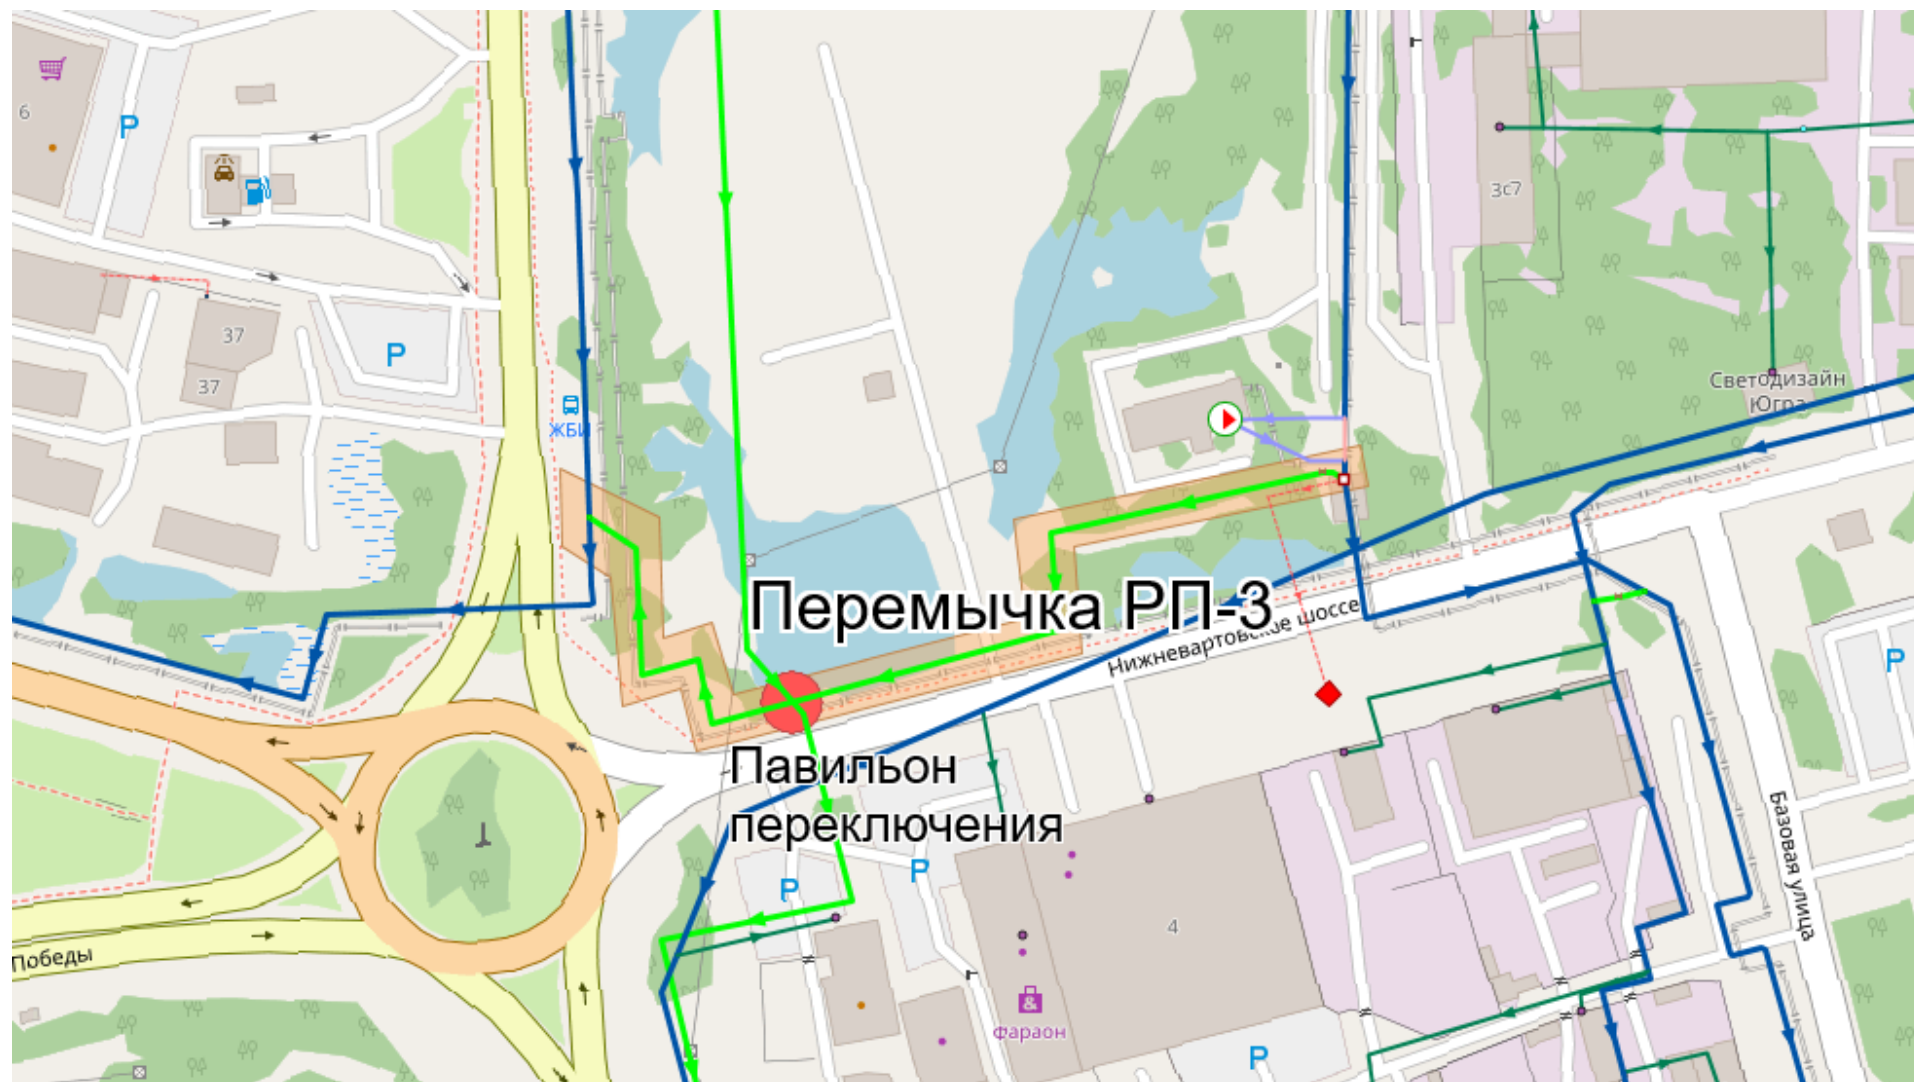 6
P
3с7
37
P
37
Светодизайн
Югра
ЖБИ
Перемычка РП-3
Нижневартовское шоссе
P
Павильон
переключения
Базовая улица
P
P
4
Победы
Фараон
P